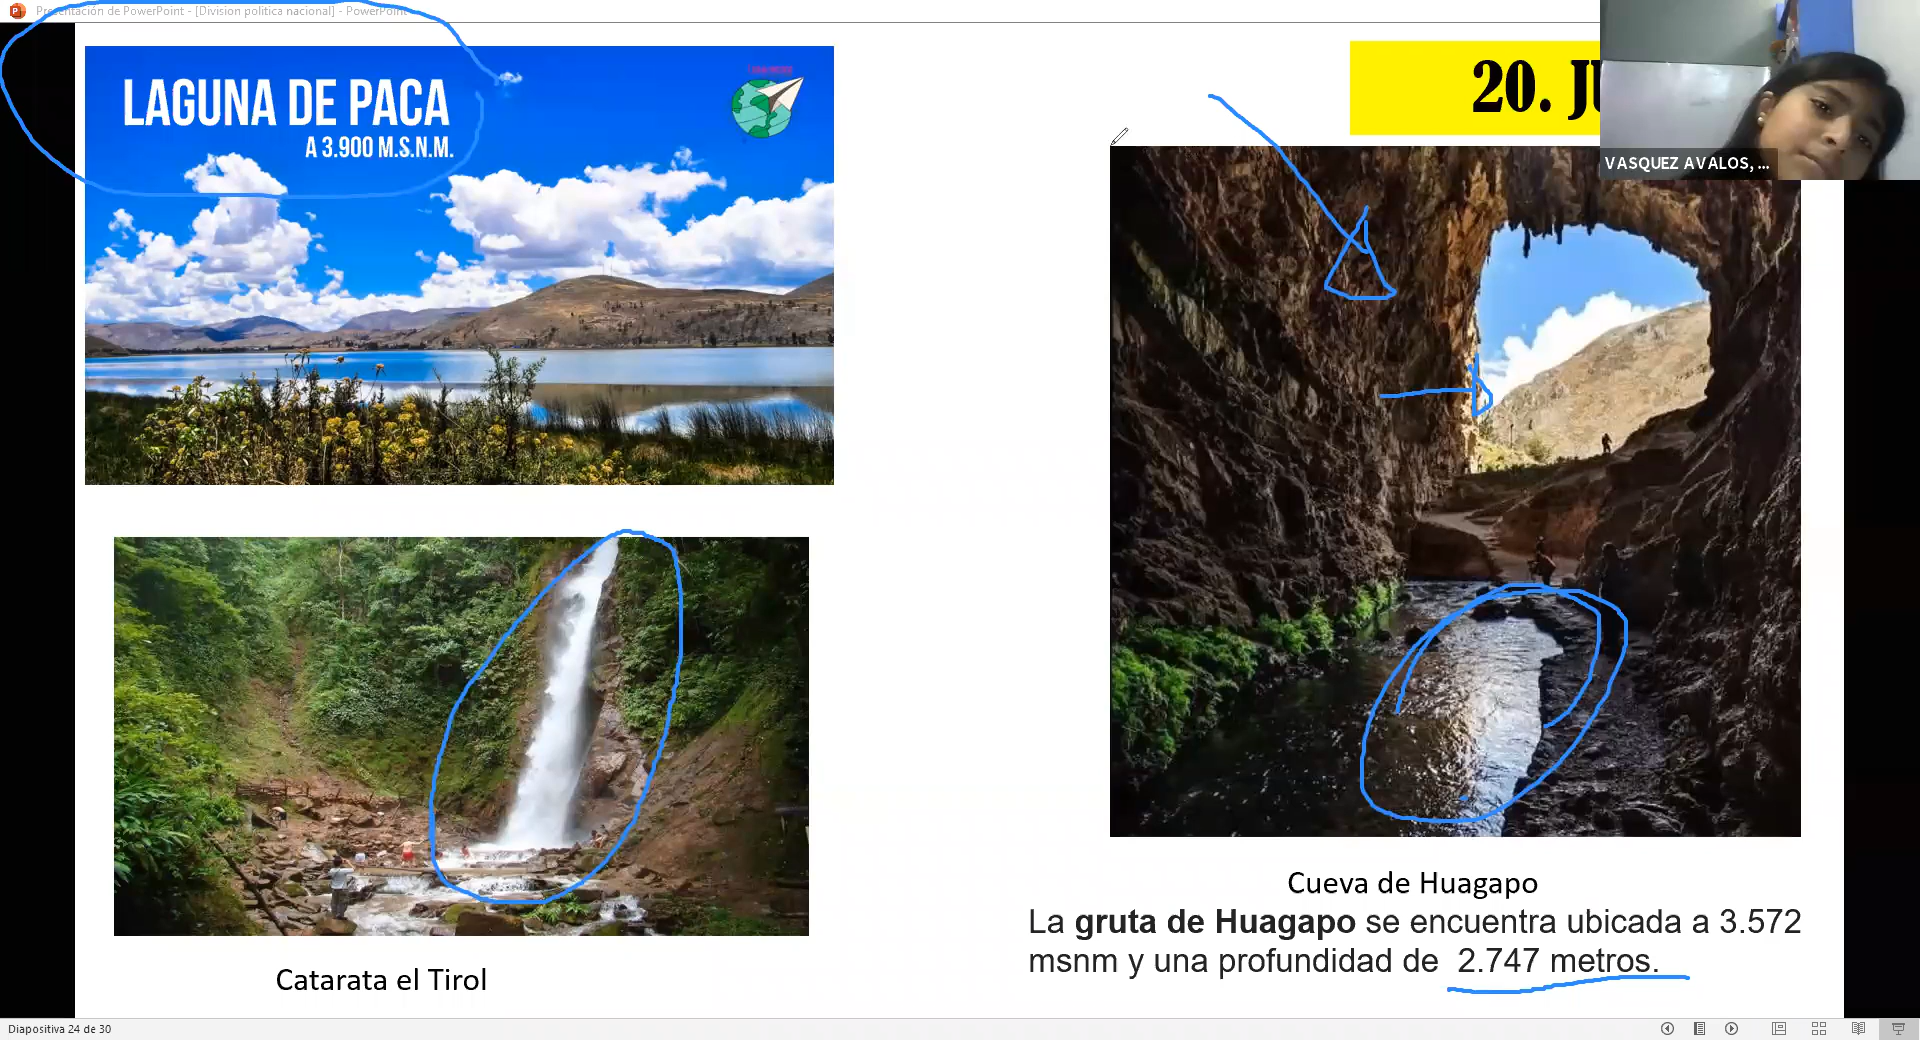 Presentación de PowerPoint - [Division politica nacional] - PowerPoint
LAGUNA DE PACA
A 3.900 M.S.N.M.
20. JU
VASQUEZ AVALOS, ...
Catarata el Tirol
Cueva de Huagapo
La gruta de Huagapo se encuentra ubicada a 3.572
msnm y una profundidad de 2.747 metros.
Diapositiva 24 de 30